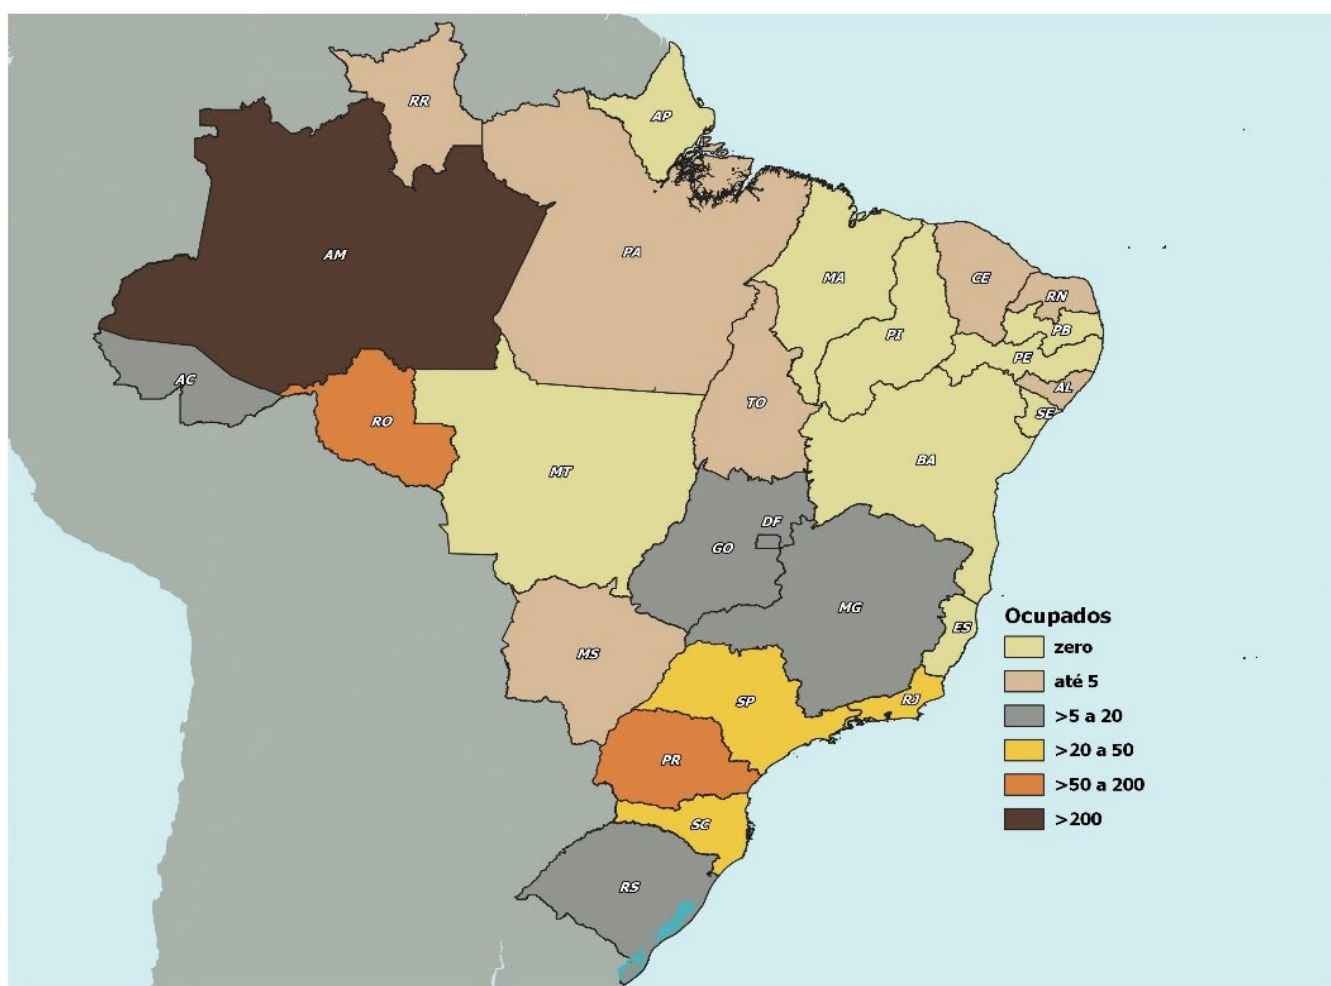 RR
AP
AM
PA
MA
CE
RN
PI
PB
PE
AC
AL
TO
SE
RO
BA
MT
DF
GO
MG
ES
MS
SP
RJ
PR
SC
RS
Ocupados
zero
até 5
>5 a 20
>20 a 50
>50 a 200
>200